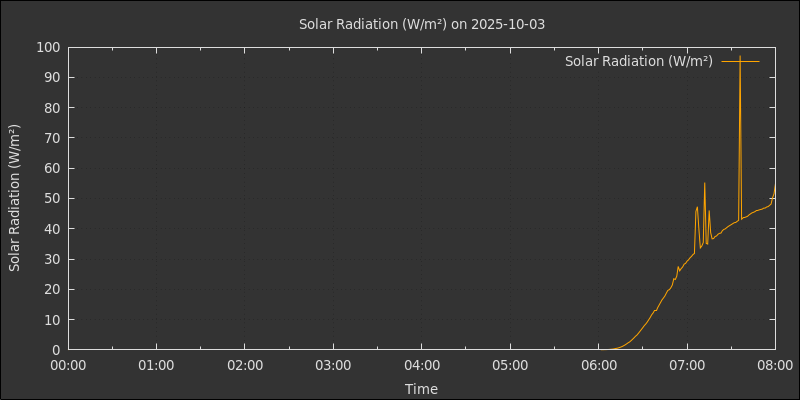 Solar Radiation (W/m²) on 2025-10-03
Solar Radiation (W/m²)
Solar Radiation (W/m²)
100
90
80
70
60
50
40
30
20
10
0
00:00 01:00 02:00 03:00 04:00 05:00 06:00 07:00 08:00
Time